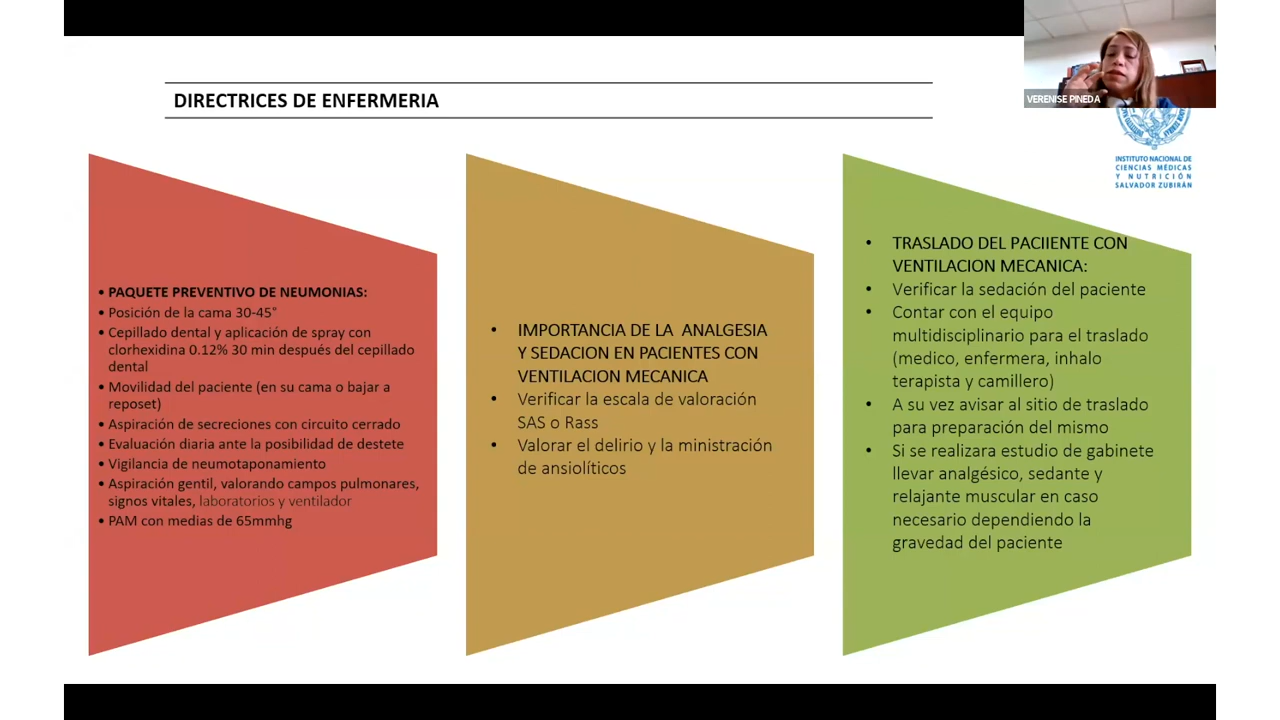 VERENISE PINEDA
INSTITUTO NACIONAL DE
CIENCIAS MÉDICAS
Y NUTRICIÓN
SALVADOR ZUBIRÁN
DIRECTRICES DE ENFERMERIA
• PAQUETE PREVENTIVO DE NEUMONIAS:
• Posición de la cama 30-45°
• Cepillado dental y aplicación de spray con
clorhexidina 0.12% 30 min después del cepillado
dental
• Movilidad del paciente (en su cama o bajar a
reposet)
• Aspiración de secreciones con circuito cerrado
• Evaluación diaria ante la posibilidad de destete
• Vigilancia de neumotaponamiento
• Aspiración gentil, valorando campos pulmonares,
signos vitales, laboratorios y ventilador
• PAM con medias de 65mmhg
• IMPORTANCIA DE LA ANALGESIA
Y SEDACION EN PACIENTES CON
VENTILACION MECANICA
• Verificar la escala de valoración
SAS o Rass
• Valorar el delirio y la ministración
de ansiolíticos
• TRASLADO DEL PACIIENTE CON
VENTILACION MECANICA:
• Verificar la sedación del paciente
• Contar con el equipo
multidisciplinario para el traslado
(medico, enfermera, inhalo
terapista y camillero)
• A su vez avisar al sitio de traslado
para preparación del mismo
• Si se realizara estudio de gabinete
llevar analgésico, sedante y
relajante muscular en caso
necesario dependiendo la
gravedad del paciente